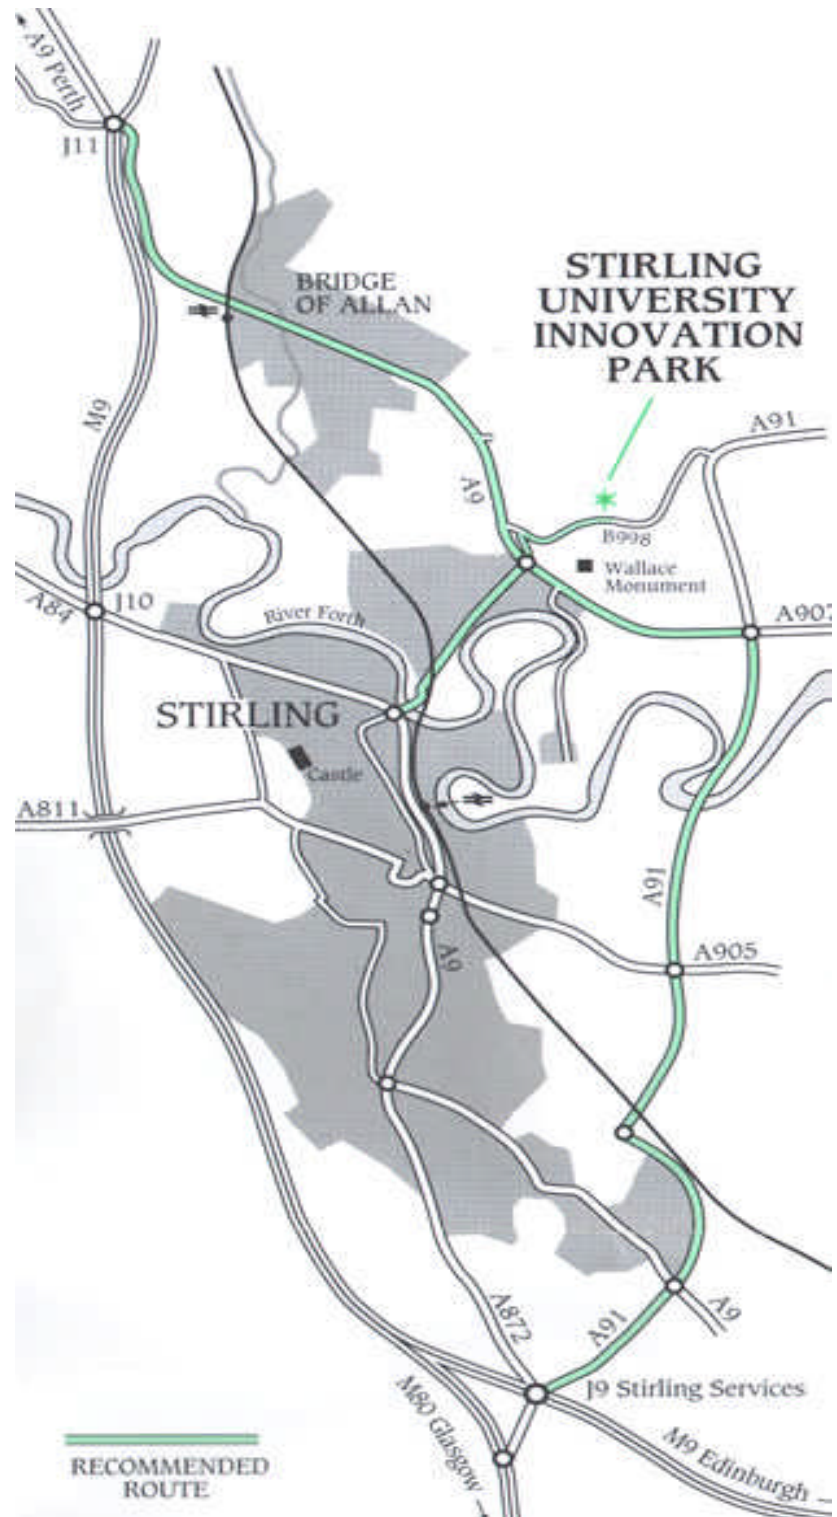 A9 Perth
J11
BRIDGE
OF ALLAN
STIRLING
UNIVERSITY
INNOVATION
PARK
M9
A9
A91
B998
Wallace
Monument
A84
J10
River Forth
A907
STIRLING
Castle
A811
A91
A905
A9
A872
A91
A9
J9 Stirling Services
M80 Glasgow
M9 Edinburgh
RECOMMENDED
ROUTE